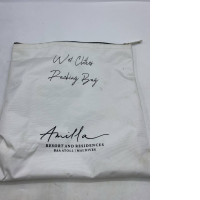 Wet Clothes
Packing Bag
Amilla
RESORT AND RESIDENCES
BAA ATOLL | MALDIVES